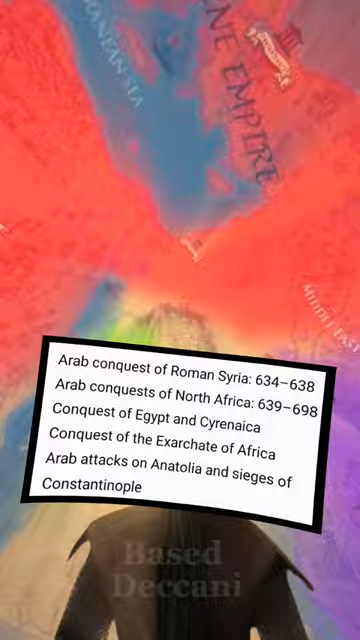 RANEAN SEA
NE EMPIRE
MIDDLE EAST
Arab conquest of Roman Syria: 634–638
Arab conquests of North Africa: 639–698
Conquest of Egypt and Cyrenaica
Conquest of the Exarchate of Africa
Arab attacks on Anatolia and sieges of
Constantinople
Based
Deccani